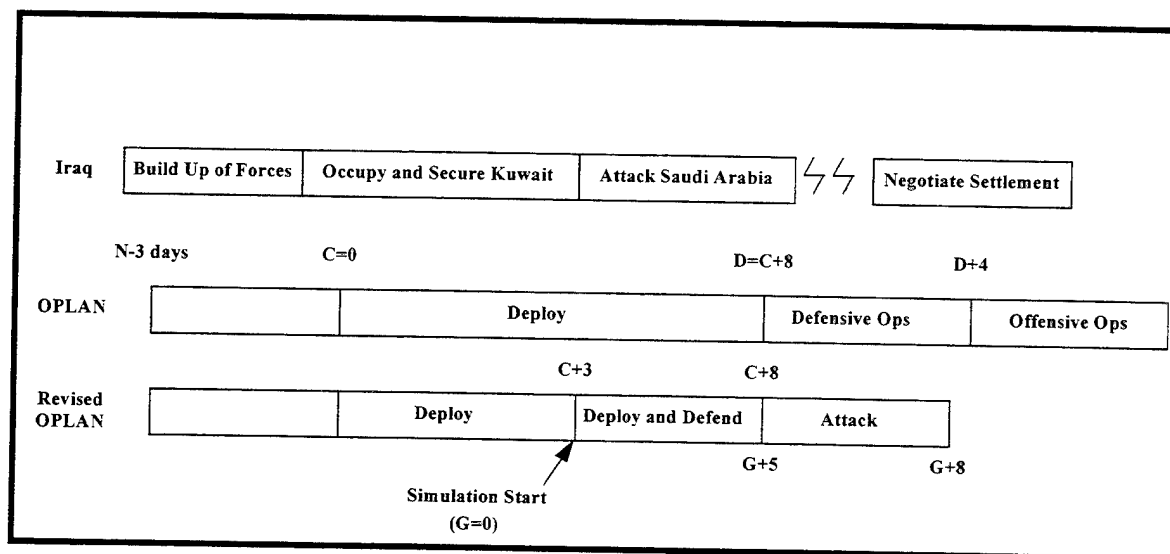 Iraq
Build Up of Forces
Occupy and Secure Kuwait
Attack Saudi Arabia
Negotiate Settlement
N-3 days
C=0
D=C+8
D+4
OPLAN
Deploy
Defensive Ops
Offensive Ops
C+3
C+8
Revised
OPLAN
Deploy
Deploy and Defend
Attack
G+5
G+8
Simulation Start
(G=0)